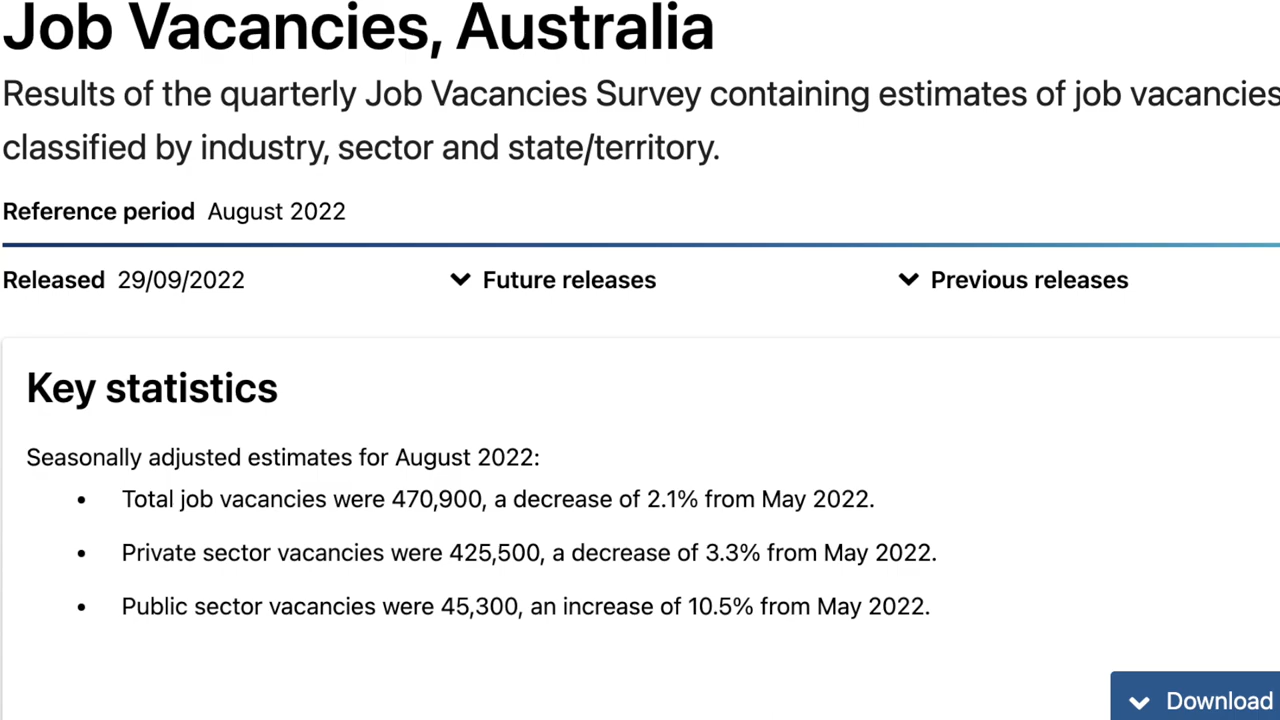 Job Vacancies, Australia
Results of the quarterly Job Vacancies Survey containing estimates of job vacancies
classified by industry, sector and state/territory.
Reference period August 2022
Released 29/09/2022 Future releases Previous releases
Key statistics
Seasonally adjusted estimates for August 2022:
• Total job vacancies were 470,900, a decrease of 2.1% from May 2022.
• Private sector vacancies were 425,500, a decrease of 3.3% from May 2022.
• Public sector vacancies were 45,300, an increase of 10.5% from May 2022.
Download